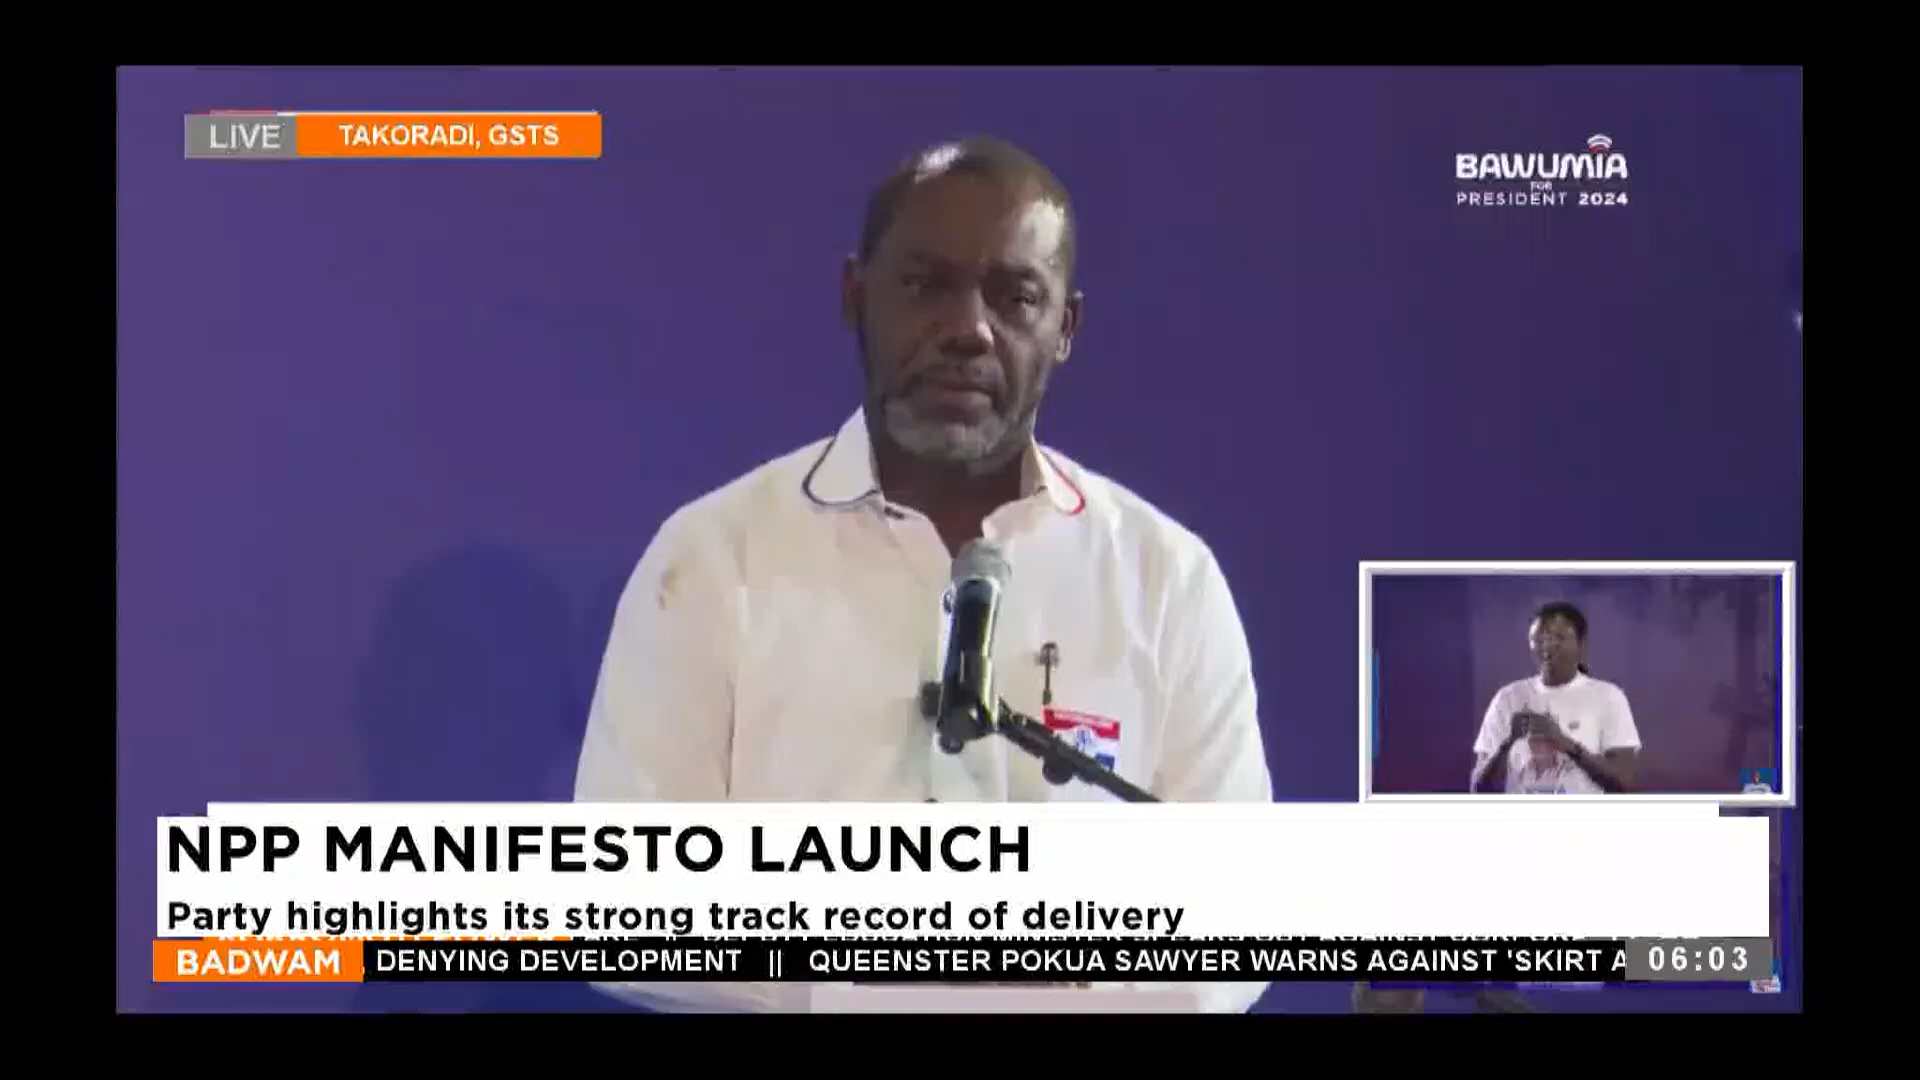 LIVE
TAKORADI, GSTS
BAWUMIA
FOR
PRESIDENT 2024
NPP MANIFESTO LAUNCH
Party highlights its strong track record of delivery
BADWAM
DENYING DEVELOPMENT || QUEENSTER POKUA SAWYER WARNS AGAINST 'SKIRT A
06:03